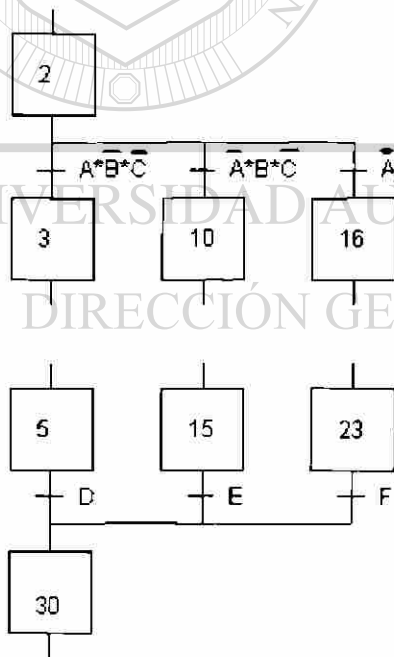 2
A*B̅*C̅ A̅*B*C̅ A̅
VERSIDAD AU
3 10 16
DIRECCIÓN GE
5 15 23
D E F
30